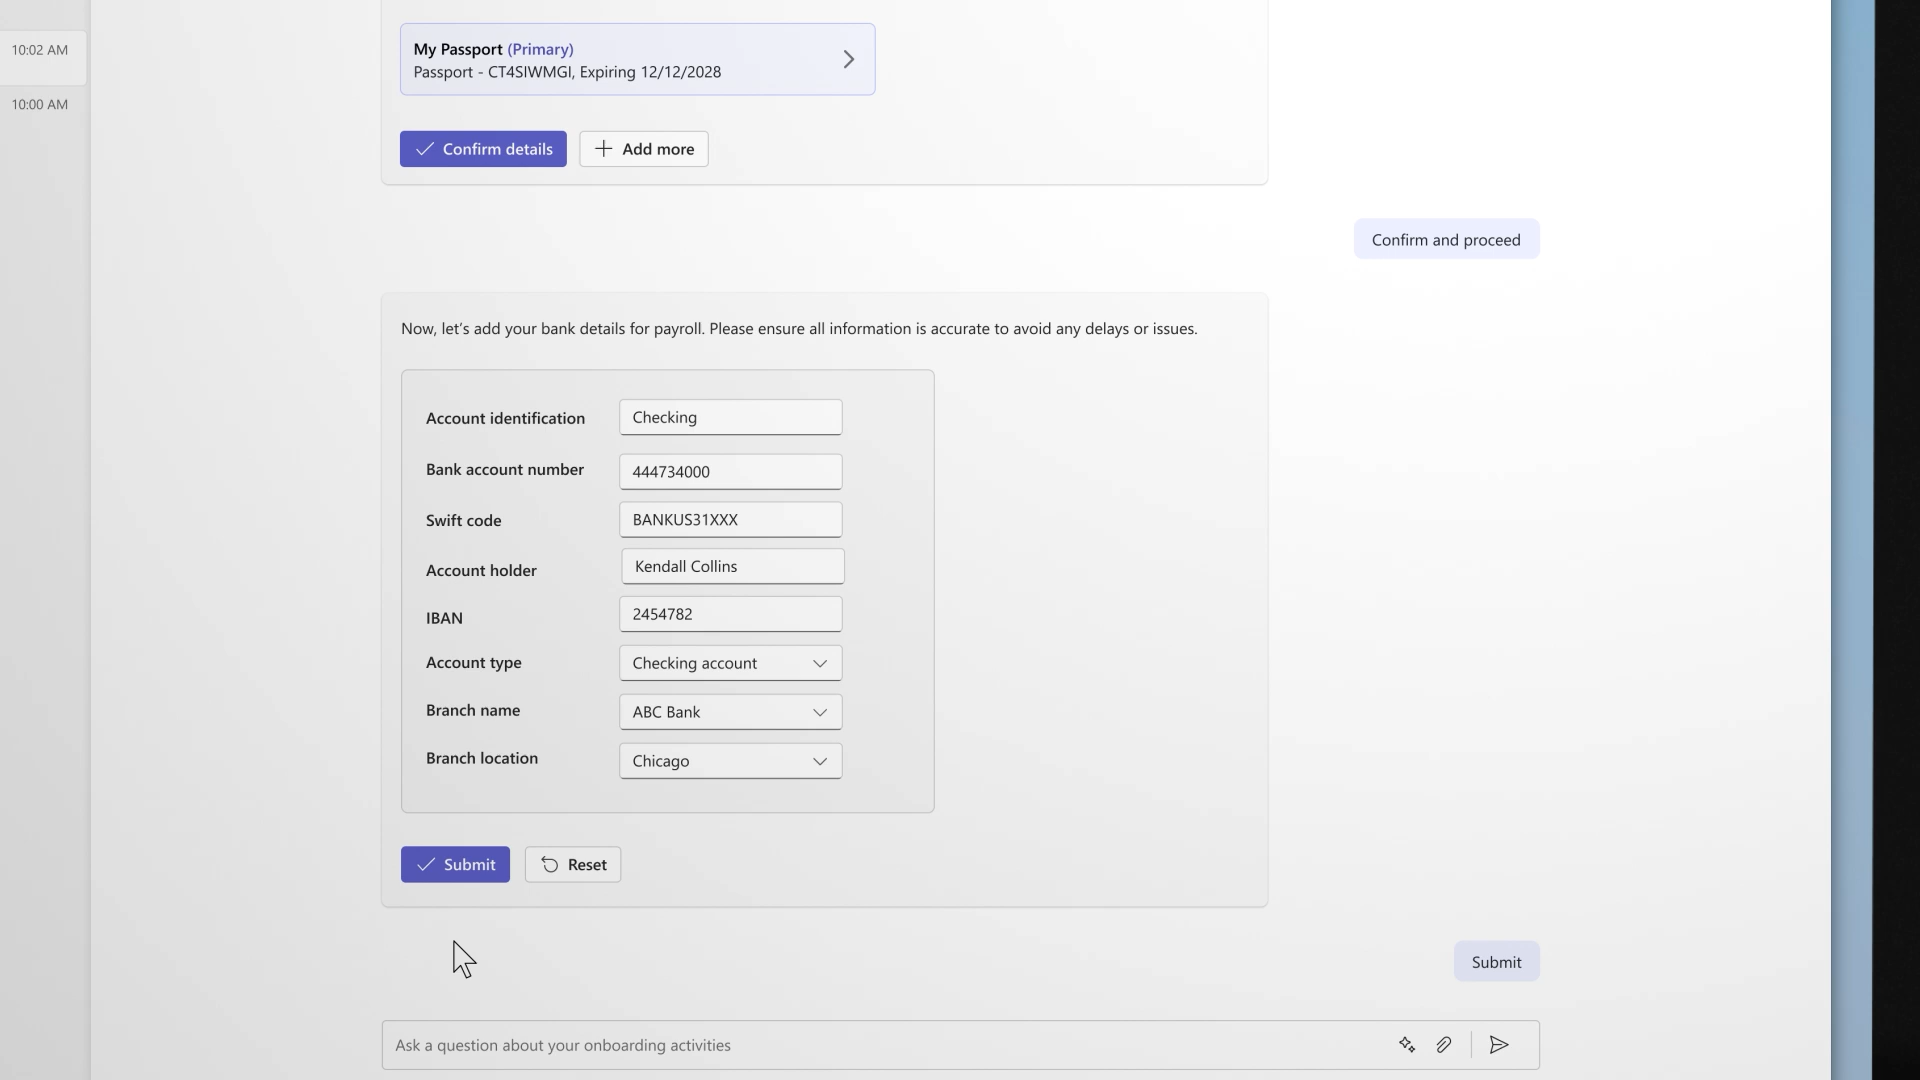 10:02 AM
10:00 AM
My Passport (Primary)
Passport - CT4SIWMGI, Expiring 12/12/2028
Confirm details
Add more
Confirm and proceed
Now, let's add your bank details for payroll. Please ensure all information is accurate to avoid any delays or issues.
Account identification Checking
Bank account number 444734000
Swift code BANKUS31XXX
Account holder Kendall Collins
IBAN 2454782
Account type Checking account
Branch name ABC Bank
Branch location Chicago
Submit
Reset
Submit
Ask a question about your onboarding activities